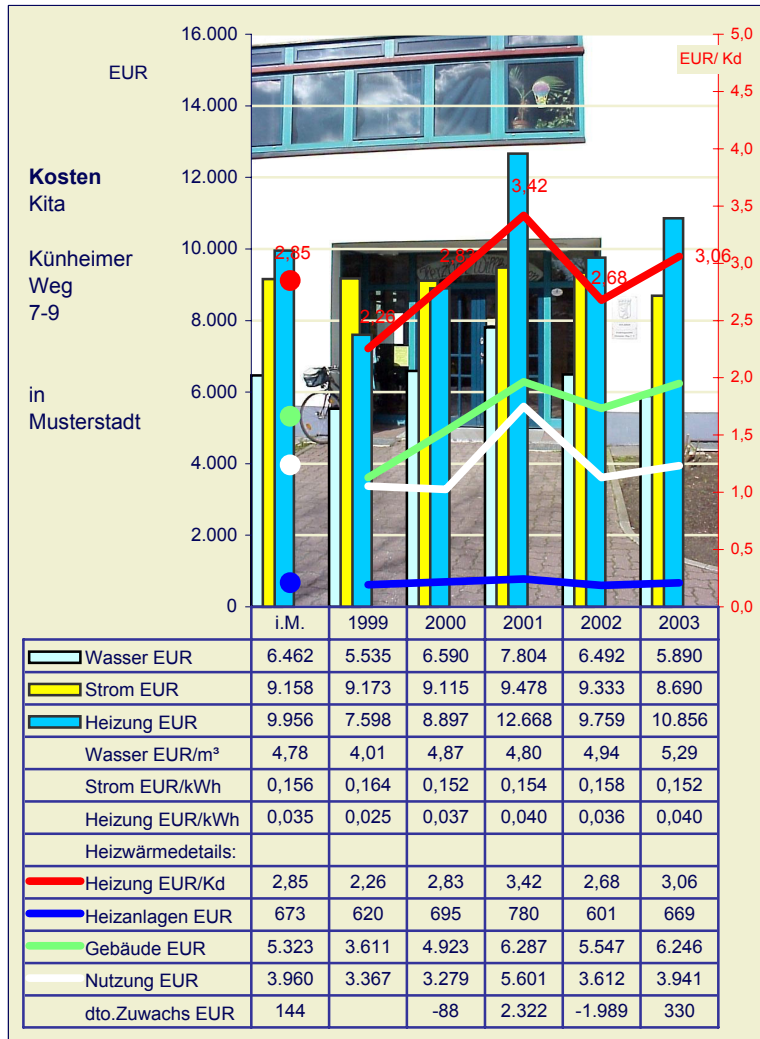 16.000
5,0
EUR
EUR/ Kd
14.000
4,5
4,0
12.000
Kosten
Kita
3,42
3,5
Künheimer
Weg
7-9
10.000
2,85
2,83
2,68
3,06
3,0
8.000
2,26
2,5
in
Musterstadt
6.000
2,0
1,5
4.000
1,0
2.000
0,5
0
0,0
i.M. 1999 2000 2001 2002 2003
Wasser EUR 6.462 5.535 6.590 7.804 6.492 5.890
Strom EUR 9.158 9.173 9.115 9.478 9.333 8.690
Heizung EUR 9.956 7.598 8.897 12.668 9.759 10.856
Wasser EUR/m³ 4,78 4,01 4,87 4,80 4,94 5,29
Strom EUR/kWh 0,156 0,164 0,152 0,154 0,158 0,152
Heizung EUR/kWh 0,035 0,025 0,037 0,040 0,036 0,040
Heizwärmedetails:
Heizung EUR/Kd 2,85 2,26 2,83 3,42 2,68 3,06
Heizanlagen EUR 673 620 695 780 601 669
Gebäude EUR 5.323 3.611 4.923 6.287 5.547 6.246
Nutzung EUR 3.960 3.367 3.279 5.601 3.612 3.941
dto.Zuwachs EUR 144 -88 2.322 -1.989 330